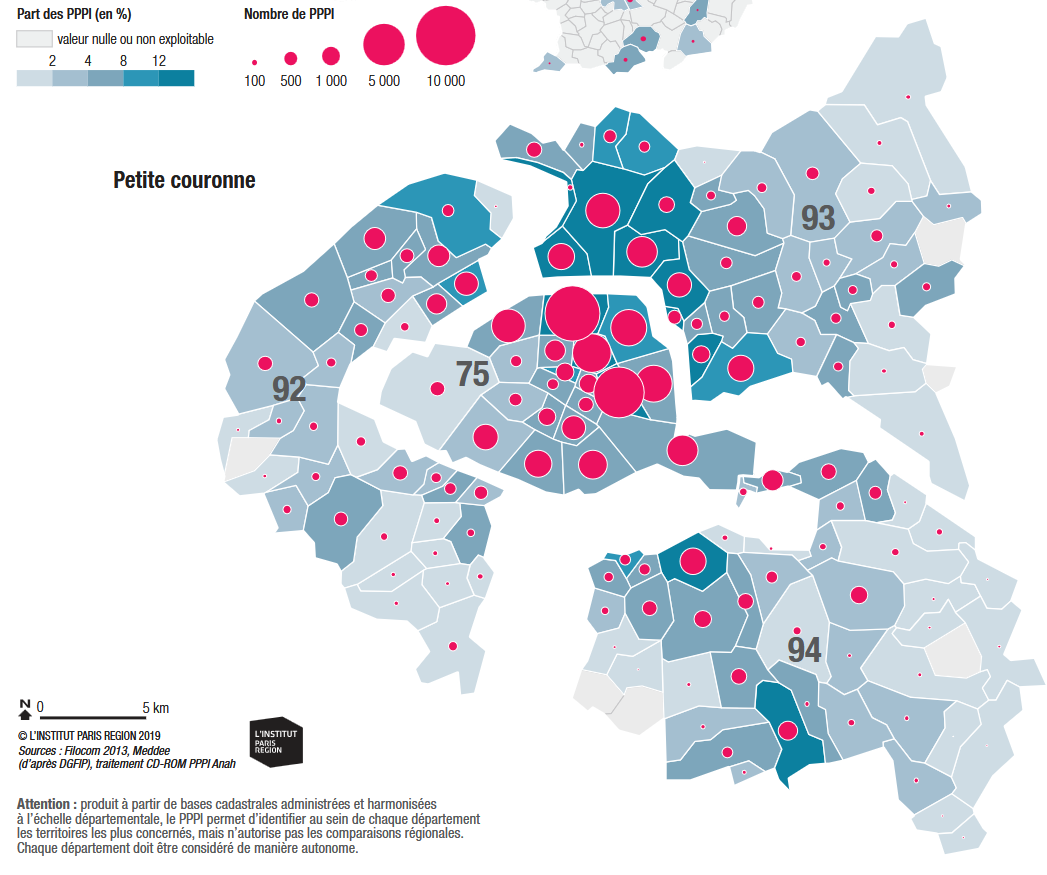 Part des PPPI (en %)
valeur nulle ou non exploitable
2 4 8 12
Nombre de PPPI
100 500 1 000 5 000 10 000
Petite couronne
93
75
92
94
N
0 5 km
© L'INSTITUT PARIS REGION 2019
Sources : Filocom 2013, Meddee
(d'après DGFIP), traitement CD-ROM PPPI Anah
L'INSTITUT
PARIS
REGION
Attention : produit à partir de bases cadastrales administrées et harmonisées
à l'échelle départementale, le PPPI permet d'identifier au sein de chaque département
les territoires les plus concernés, mais n'autorise pas les comparaisons régionales.
Chaque département doit être considéré de manière autonome.